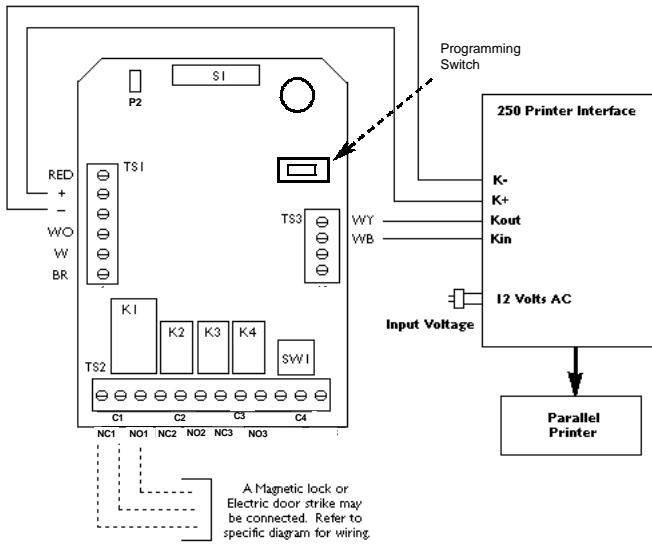 Programming
Switch
S1
P2
250 Printer Interface
RED
+
–
WO
W
BR
TS1
TS3
WY
WB
K-
K+
Kout
Kin
12 Volts AC
Input Voltage
K1
K2
K3
K4
SW1
TS2
C1
C2
C3
C4
NC1
NO1
NC2
NO2
NC3
NO3
Parallel
Printer
A Magnetic lock or
Electric door strike may
be connected. Refer to
specific diagram for wiring.